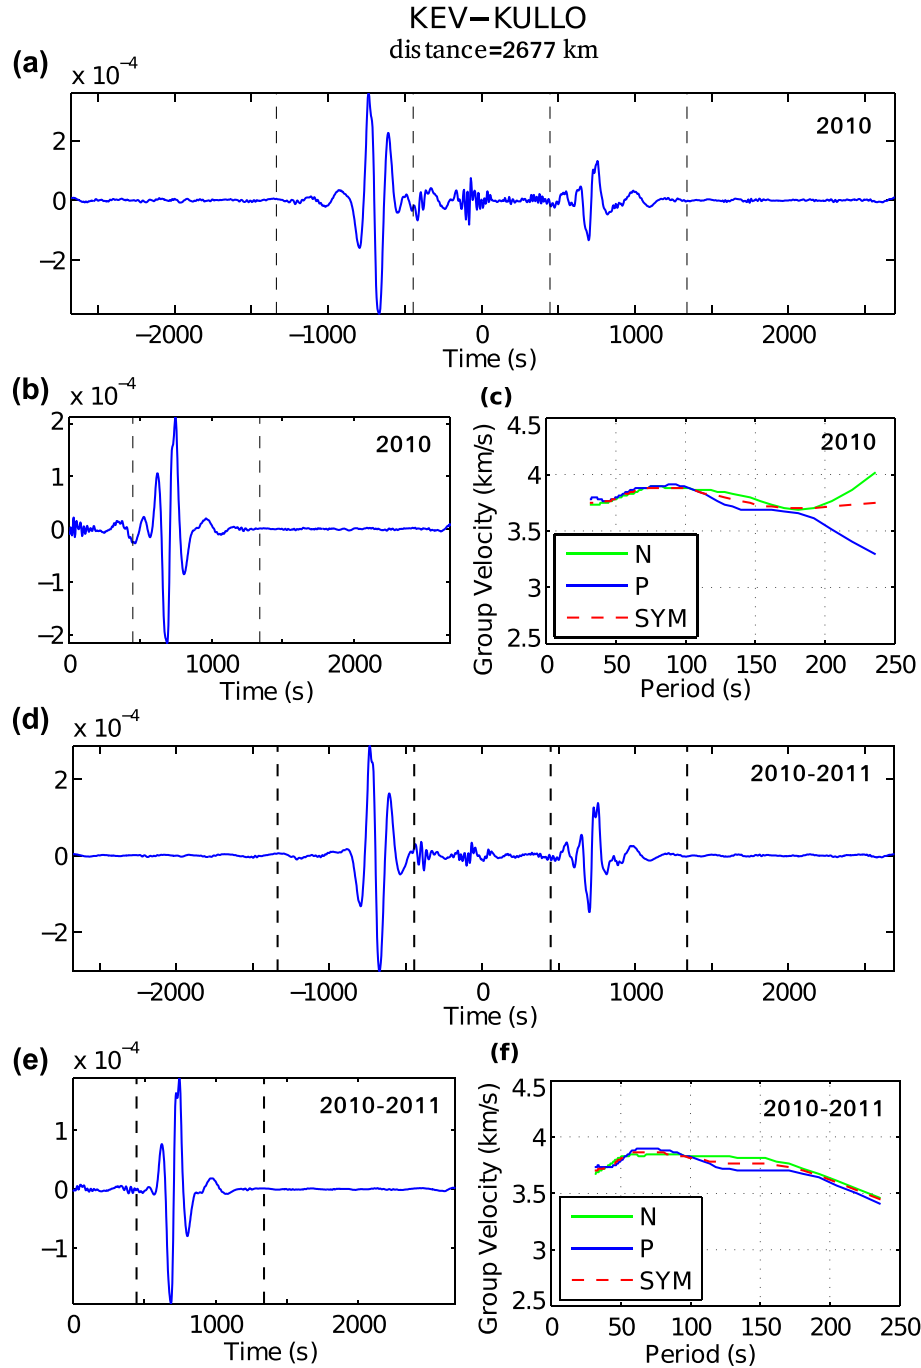 KEV−KULLO
distance=2677 km
(a)
x 10−4
2010
2
0
−2
−2000 −1000 0 1000 2000
Time (s)
(b)
x 10−4
2010
2
1
0
−1
−2
0 1000 2000
Time (s)
(c)
2010
Group Velocity (km/s)
4.5
4
3.5
3
2.5
N
P
SYM
0 50 100 150 200 250
Period (s)
(d)
x 10−4
2010-2011
2
0
−2
−2000 −1000 0 1000 2000
Time (s)
(e)
x 10−4
2010-2011
1
0
−1
0 1000 2000
Time (s)
(f)
2010-2011
Group Velocity (km/s)
4.5
4
3.5
3
2.5
N
P
SYM
0 50 100 150 200 250
Period (s)